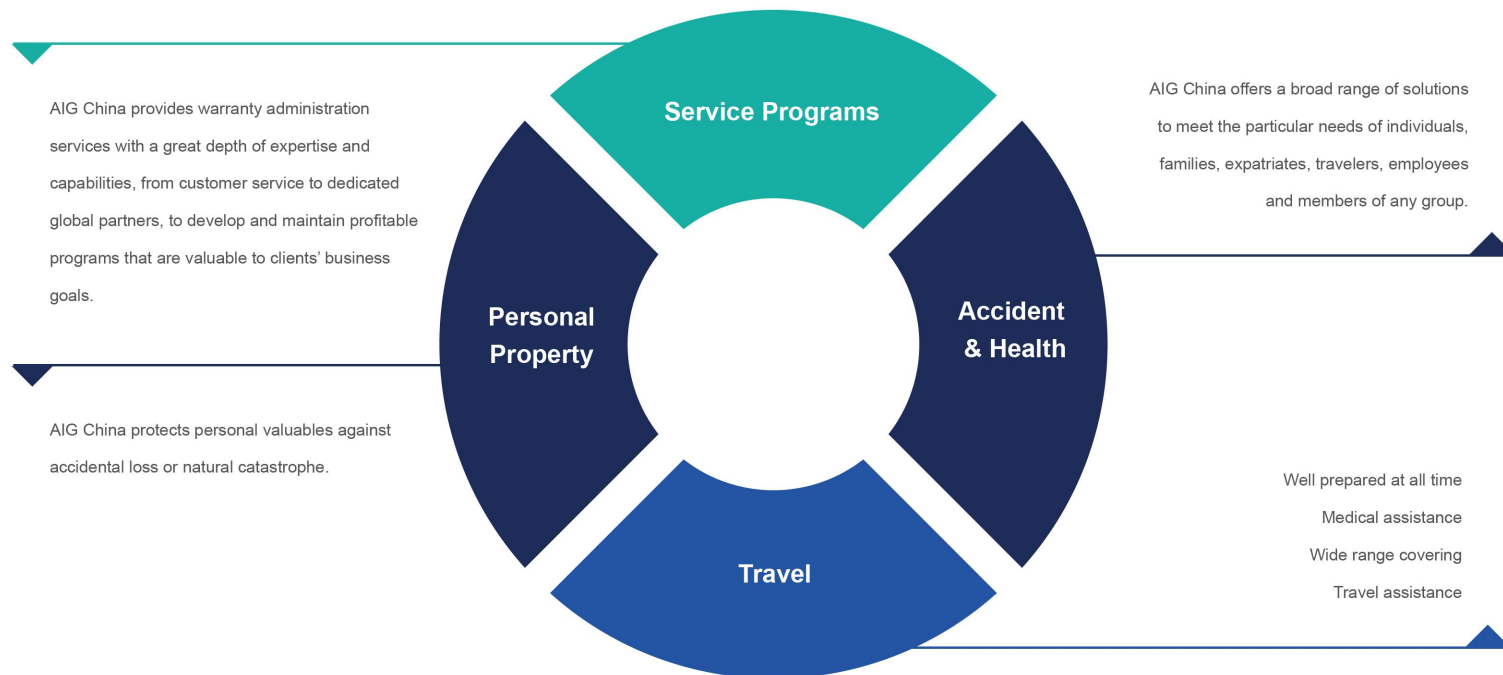 Service Programs
AIG China provides warranty administration
services with a great depth of expertise and
capabilities, from customer service to dedicated
global partners, to develop and maintain profitable
programs that are valuable to clients’ business
goals.
AIG China offers a broad range of solutions
to meet the particular needs of individuals,
families, expatriates, travelers, employees
and members of any group.
Personal
Property
Accident
& Health
AIG China protects personal valuables against
accidental loss or natural catastrophe.
Travel
Well prepared at all time
Medical assistance
Wide range covering
Travel assistance